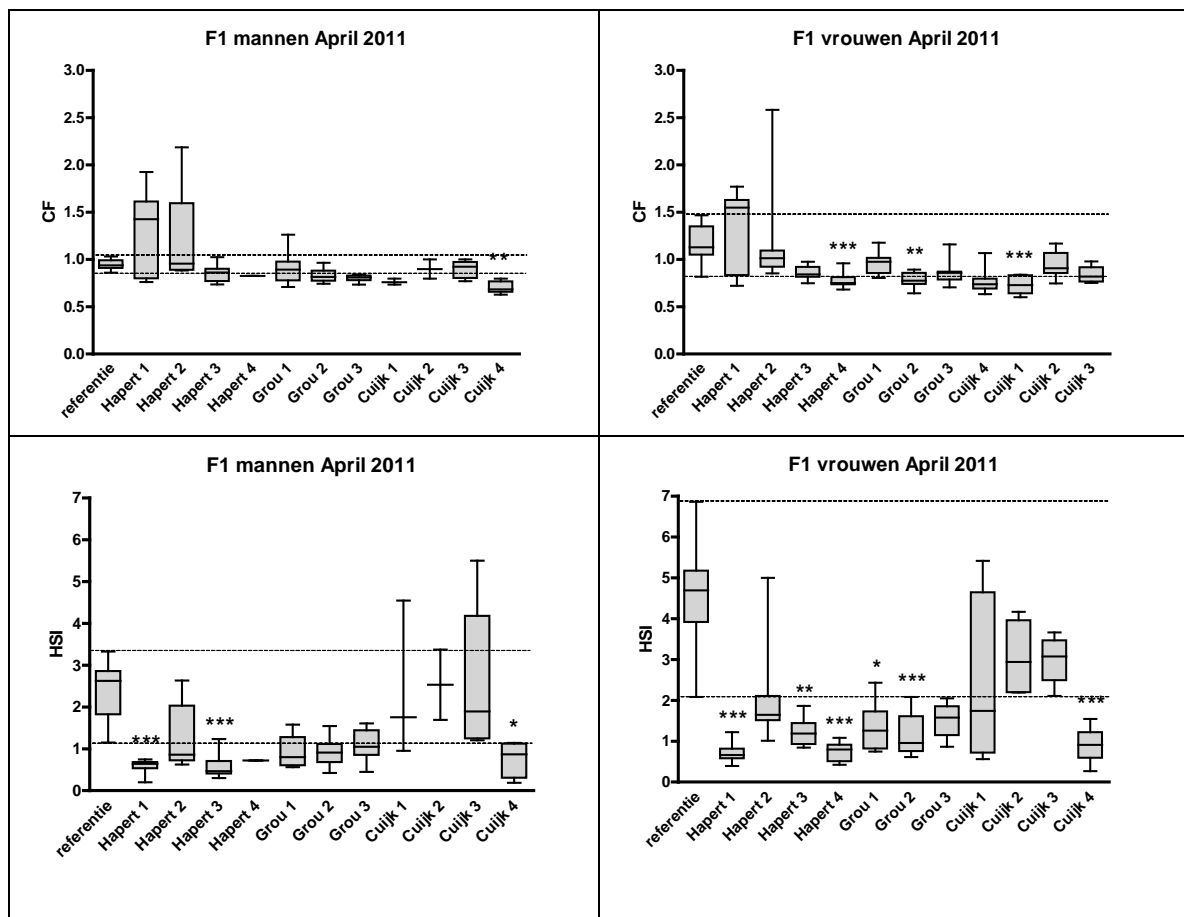 F1 mannen April 2011
CF
3.0
2.5
2.0
1.5
1.0
0.5
0.0
**
referentie
Hapert 1
Hapert 2
Hapert 3
Hapert 4
Grou 1
Grou 2
Grou 3
Cuijk 1
Cuijk 2
Cuijk 3
Cuijk 4
F1 vrouwen April 2011
CF
3.0
2.5
2.0
1.5
1.0
0.5
0.0
***
**
***
referentie
Hapert 1
Hapert 2
Hapert 3
Hapert 4
Grou 1
Grou 2
Grou 3
Cuijk 4
Cuijk 1
Cuijk 2
Cuijk 3
F1 mannen April 2011
HSI
7
6
5
4
3
2
1
0
***
***
*
referentie
Hapert 1
Hapert 2
Hapert 3
Hapert 4
Grou 1
Grou 2
Grou 3
Cuijk 1
Cuijk 2
Cuijk 3
Cuijk 4
F1 vrouwen April 2011
HSI
7
6
5
4
3
2
1
0
***
**
***
*
***
***
referentie
Hapert 1
Hapert 2
Hapert 3
Hapert 4
Grou 1
Grou 2
Grou 3
Cuijk 1
Cuijk 2
Cuijk 3
Cuijk 4